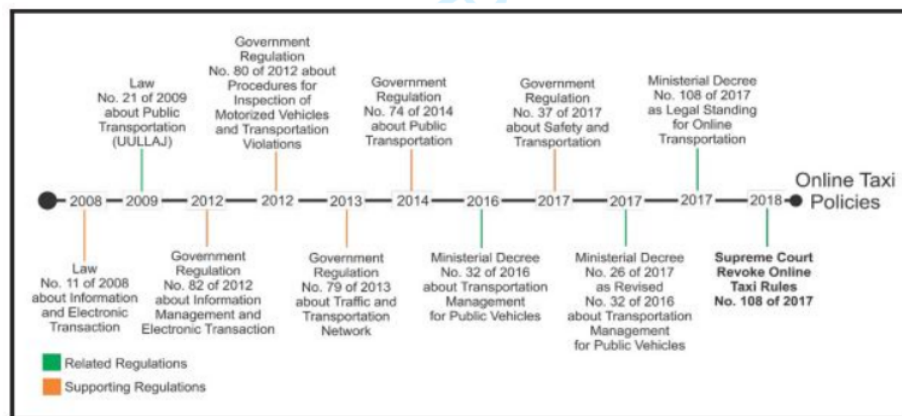 Government
Regulation
No. 80 of 2012 about
Procedures for
Inspection of
Motorized Vehicles
and Transportation
Violations
Law
No. 21 of 2009
about Public
Transportation
(UULLAJ)
Government
Regulation
No. 74 of 2014
about Public
Transportation
Government
Regulation
No. 37 of 2017
about Safety and
Transportation
Ministerial Decree
No. 108 of 2017
as Legal Standing
for Online
Transportation
2008
2009
2012
2012
2013
2014
2016
2017
2017
2017
2018
Online Taxi
Policies
Law
No. 11 of 2008
about Information
and Electronic
Transaction
Government
Regulation
No. 82 of 2012
about Information
Management and
Electronic Transaction
Government
Regulation
No. 79 of 2013
about Traffic and
Transportation
Network
Ministerial Decree
No. 32 of 2016
about Transportation
Management
for Public Vehicles
Ministerial Decree
No. 26 of 2017
as Revised
No. 32 of 2016
about Transportation
Management
for Public Vehicles
Supreme Court
Revoke Online
Taxi Rules
No. 108 of 2017
Related Regulations
Supporting Regulations